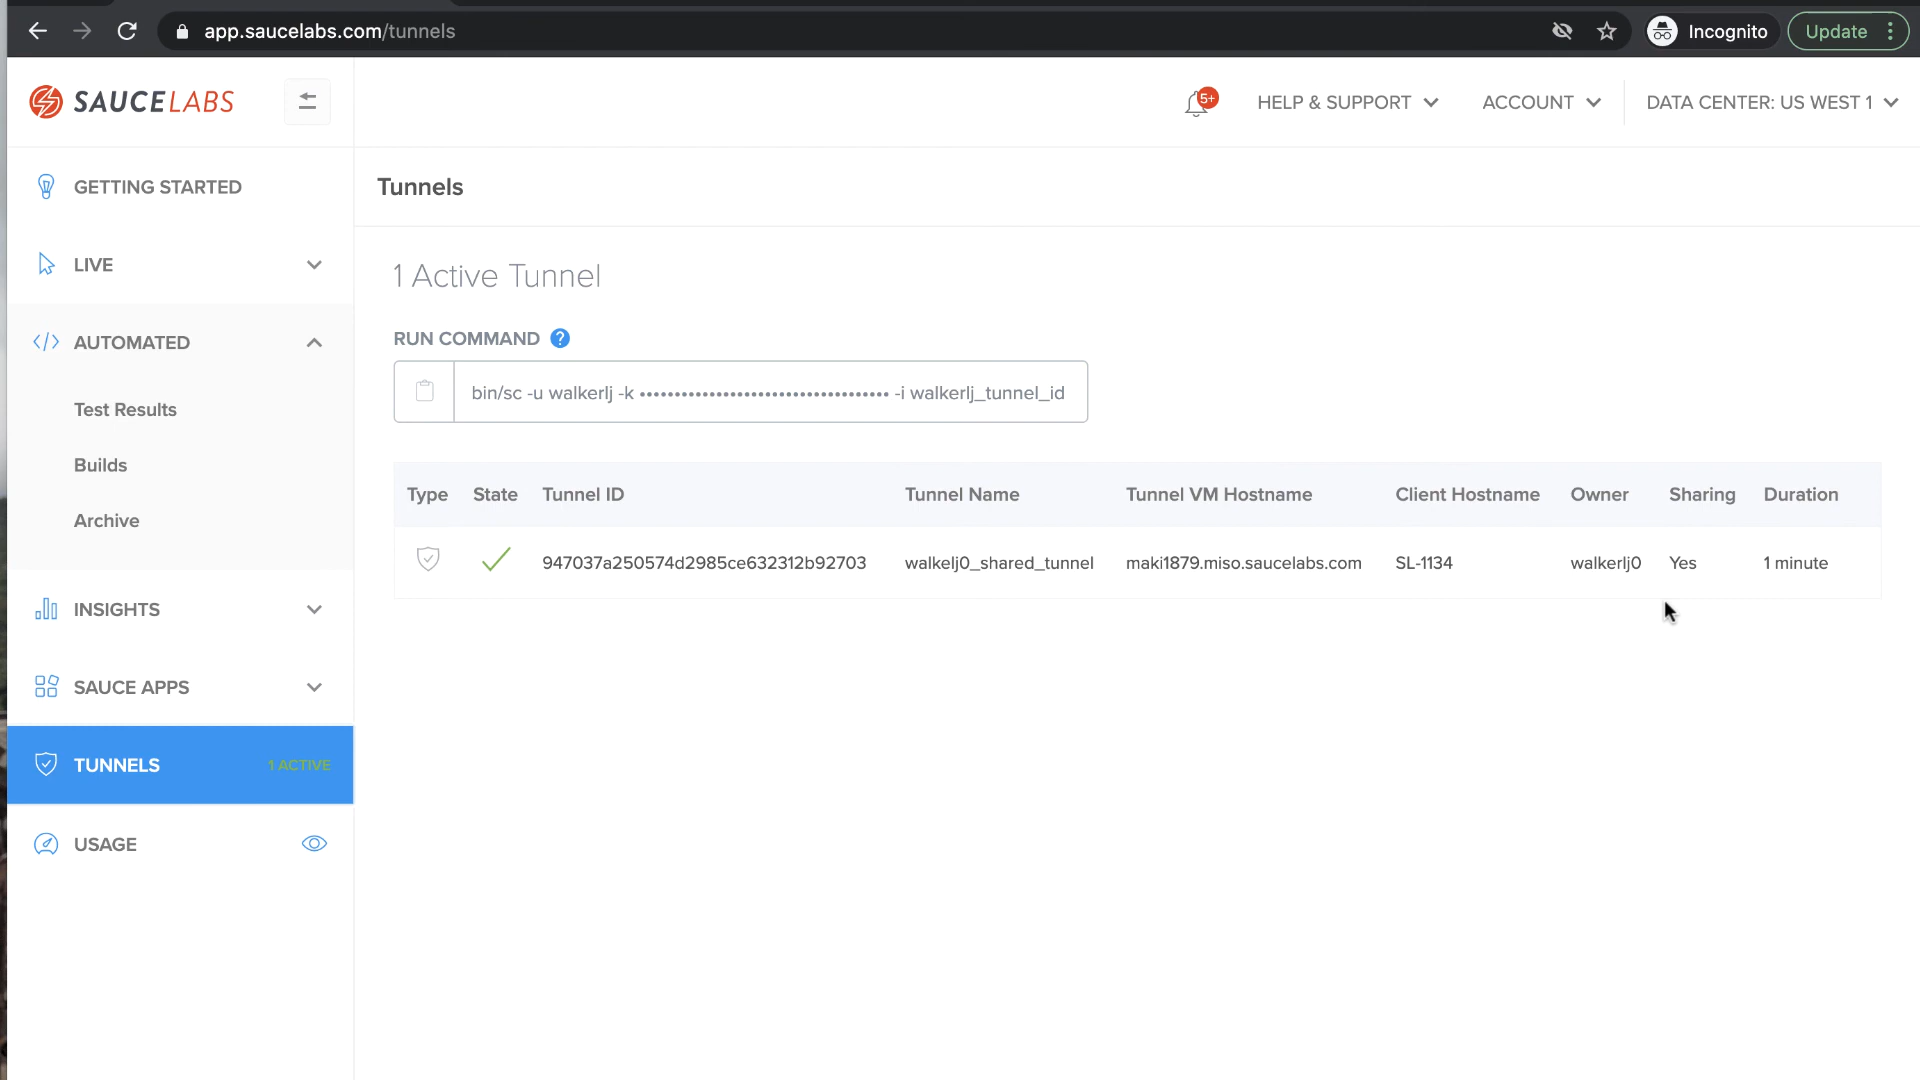 app.saucelabs.com/tunnels
Incognito
Update
SAUCELABS
5+
HELP & SUPPORT
ACCOUNT
DATA CENTER: US WEST 1
GETTING STARTED
LIVE
AUTOMATED
Test Results
Builds
Archive
INSIGHTS
SAUCE APPS
TUNNELS 1 ACTIVE
USAGE
Tunnels
1 Active Tunnel
RUN COMMAND ?
bin/sc -u walkerlj -k •••••••••••••••••••••••••••••••••••• -i walkerlj_tunnel_id
Type State Tunnel ID Tunnel Name Tunnel VM Hostname Client Hostname Owner Sharing Duration
947037a250574d2985ce632312b92703 walkelj0_shared_tunnel maki1879.miso.saucelabs.com SL-1134 walkerlj0 Yes 1 minute